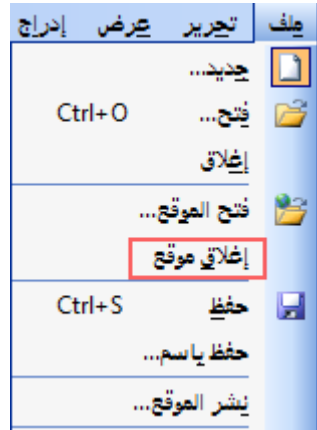 ملف تحرير عرض إدراج
جديد...
فتح... Ctrl+O
إغلاق
فتح الموقع...
إغلاق موقع
حفظ Ctrl+S
حفظ باسم...
نشر الموقع...